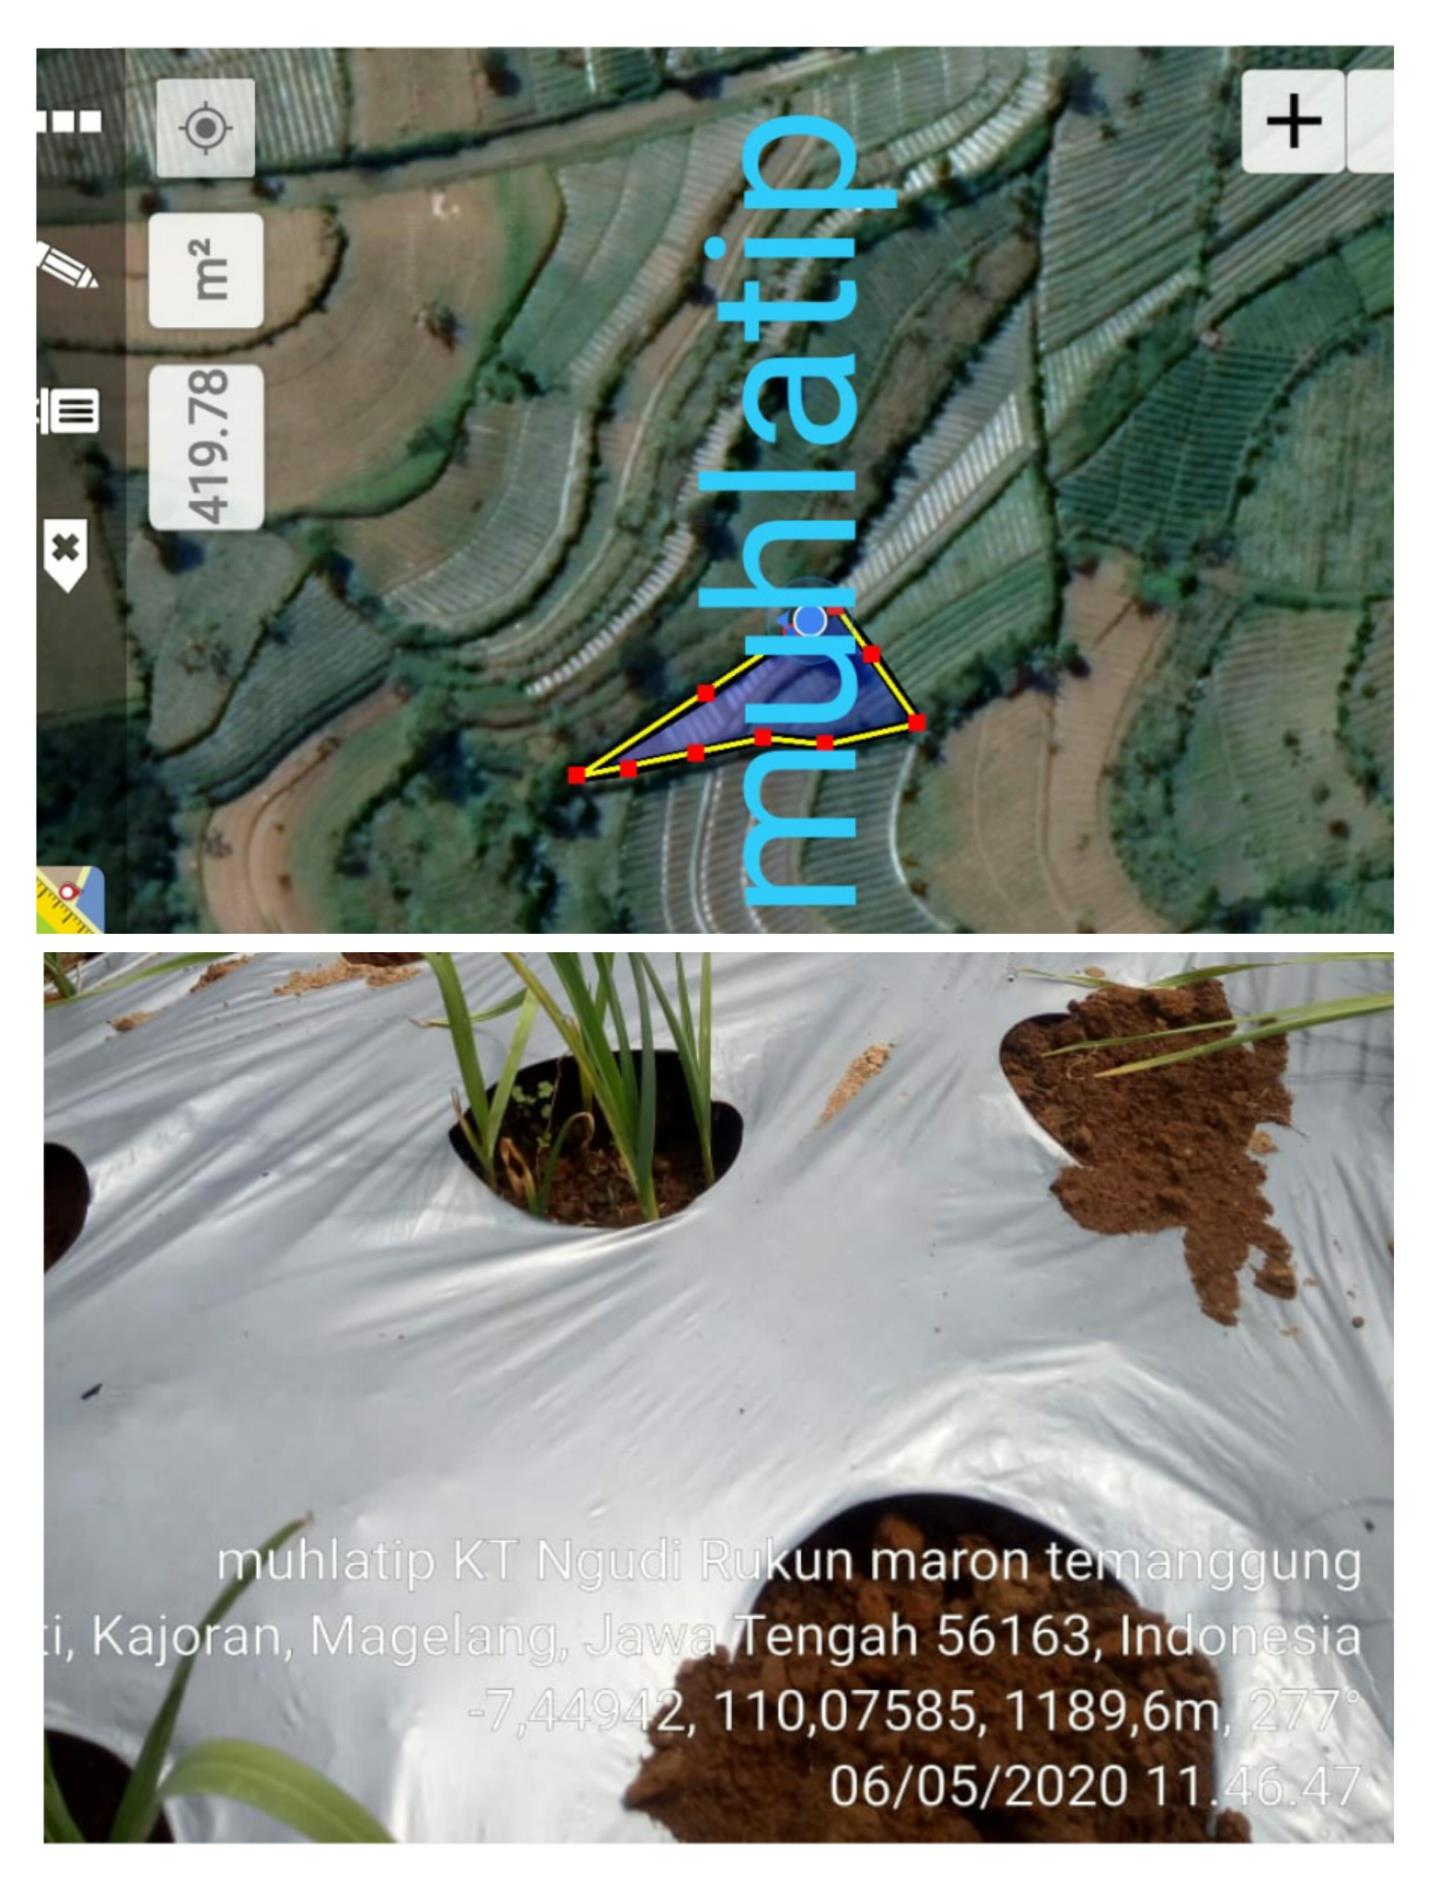 m²
419.78
muhlatip
muhlatip KT Ngudi Rukun maron temanggung
ti, Kajoran, Magelang, Jawa Tengah 56163, Indonesia
-7,44942, 110,07585, 1189,6m, 277°
06/05/2020 11.46.47